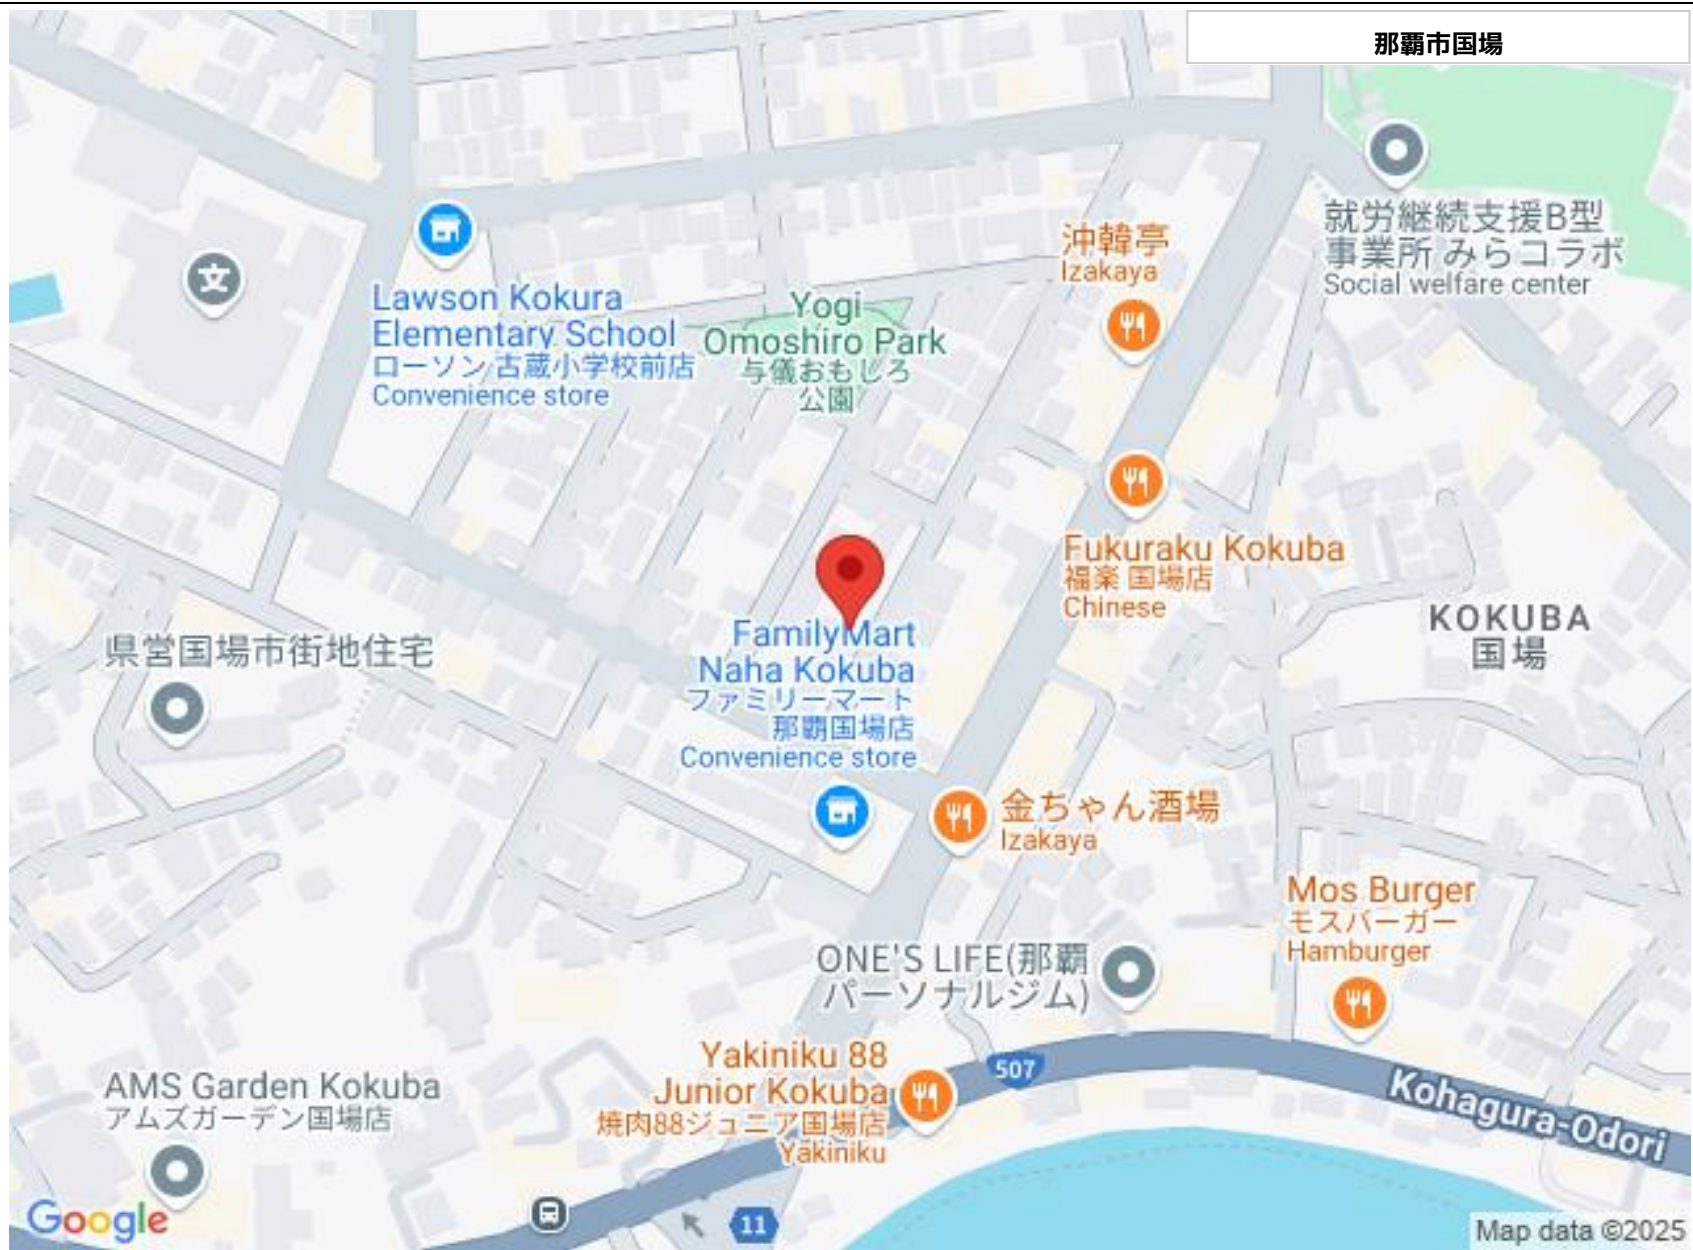 那覇市国場
就労継続支援B型
事業所 みらコラボ
Social welfare center
沖韓亭
Izakaya
Lawson Kokura
Elementary School
ローソン 古蔵小学校前店
Convenience store
Yogi
Omoshiro Park
与儀おもしろ
公園
Fukuraku Kokuba
福楽 国場店
Chinese
KOKUBA
国場
県営国場市街地住宅
FamilyMart
Naha Kokuba
ファミリーマート
那覇国場店
Convenience store
金ちゃん酒場
Izakaya
Mos Burger
モスバーガー
Hamburger
ONE'S LIFE(那覇
パーソナルジム)
Yakiniku 88
Junior Kokuba
焼肉88ジュニア国場店
Yakiniku
507
Kohagura-Odori
AMS Garden Kokuba
アムズガーデン国場店
文
11
Google
Map data ©2025